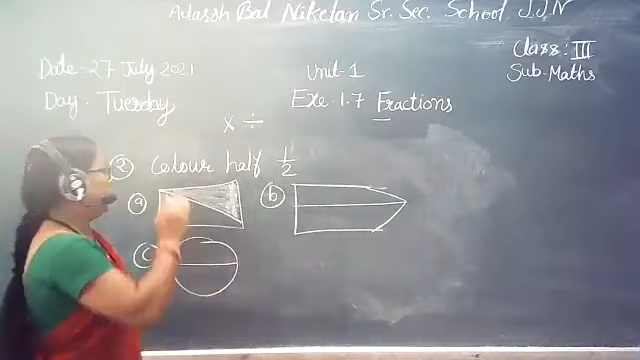 Adarsh Bal Niketan Sr. Sec. School, JJN
Class: III
Date - 27 July 2021
Unit-1
Sub-Maths
Day - Tuesday
Exe-1.7 Fractions
× ÷
② Colour half 1/2
ⓐ
ⓑ
ⓒ